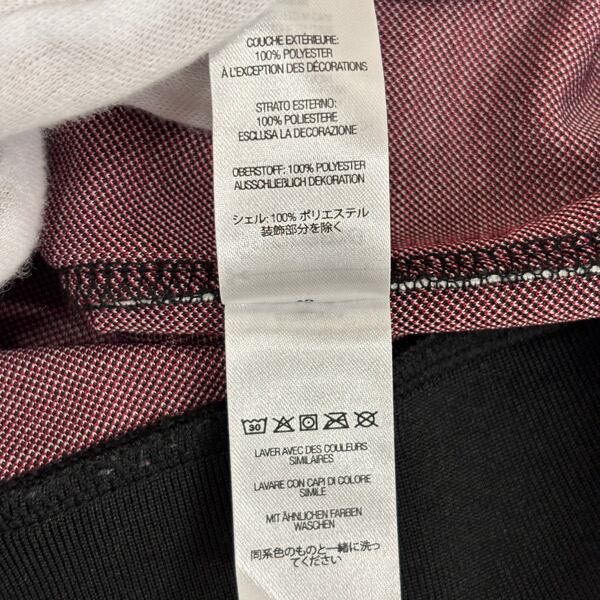 COUCHE EXTÉRIEURE:
100% POLYESTER
À L'EXCEPTION DES DÉCORATIONS
STRATO ESTERNO:
100% POLIESTERE
ESCLUSA LA DECORAZIONE
OBERSTOFF: 100% POLYESTER
AUSSCHLIEßLICH DEKORATION
シェル: 100% ポリエステル
装飾部分を除く
30
LAVER AVEC DES COULEURS
SIMILAIRES
LAVARE CON CAPI DI COLORE
SIMILE
MIT ÄHNLICHEN FARBEN
WASCHEN
同系色のものと一緒に洗っ
てください